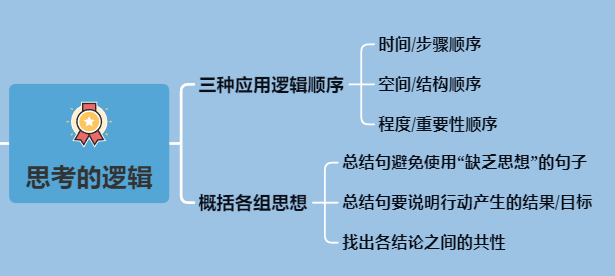 思考的逻辑
三种应用逻辑顺序
时间/步骤顺序
空间/结构顺序
程度/重要性顺序
概括各组思想
总结句避免使用“缺乏思想”的句子
总结句要说明行动产生的结果/目标
找出各结论之间的共性